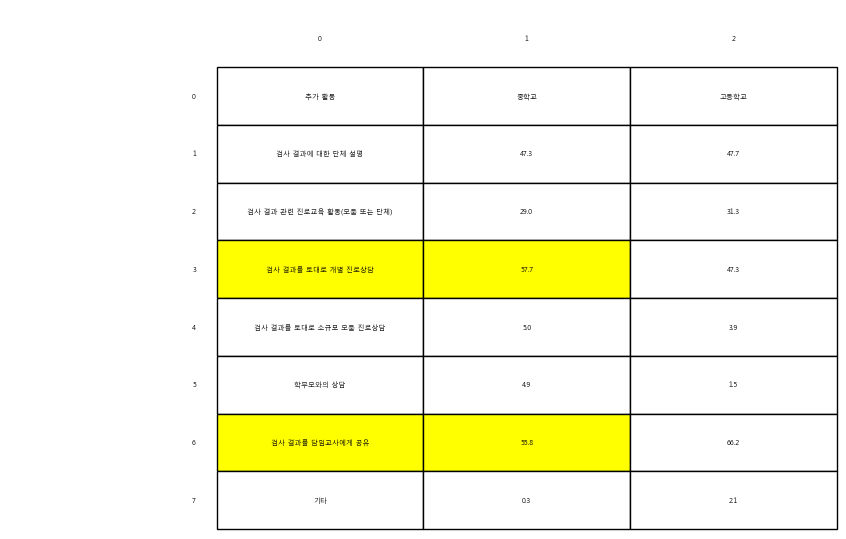 0 1 2
0 추가 활동 중학교 고등학교
1 검사 결과에 대한 단체 설명 47.3 47.7
2 검사 결과 관련 진로교육 활동(모둠 또는 단체) 29.0 31.3
3 검사 결과를 토대로 개별 진로상담 57.7 47.3
4 검사 결과를 토대로 소규모 모둠 진로상담 5.0 3.9
5 학부모와의 상담 4.9 1.5
6 검사 결과를 담임교사에게 공유 55.8 66.2
7 기타 0.3 2.1